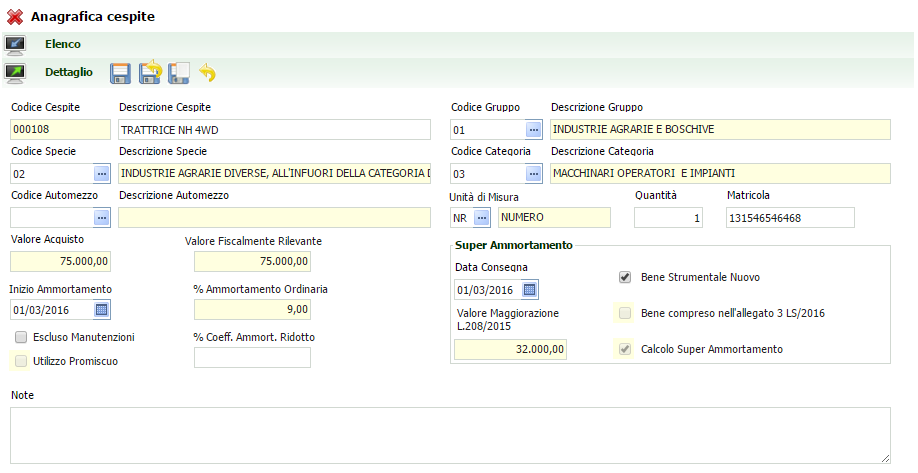 Anagrafica cespite
Elenco
Dettaglio
Codice Cespite Descrizione Cespite Codice Gruppo Descrizione Gruppo
000108 TRATTRICE NH 4WD 01 ... INDUSTRIE AGRARIE E BOSCHIVE
Codice Specie Descrizione Specie Codice Categoria Descrizione Categoria
02 ... INDUSTRIE AGRARIE DIVERSE, ALL'INFUORI DELLA CATEGORIA D 03 ... MACCHINARI OPERATORI E IMPIANTI
Codice Automezzo Descrizione Automezzo Unità di Misura Quantità Matricola
... NR ... NUMERO 1 131546546468
Valore Acquisto Valore Fiscalmente Rilevante Super Ammortamento
75.000,00 75.000,00 Data Consegna Bene Strumentale Nuovo
Inizio Ammortamento % Ammortamento Ordinaria 01/03/2016
01/03/2016 9,00 Valore Maggiorazione L.208/2015 Bene compreso nell'allegato 3 LS/2016
Escluso Manutenzioni % Coeff. Ammort. Ridotto
Utilizzo Promiscuo 32.000,00 Calcolo Super Ammortamento
Note